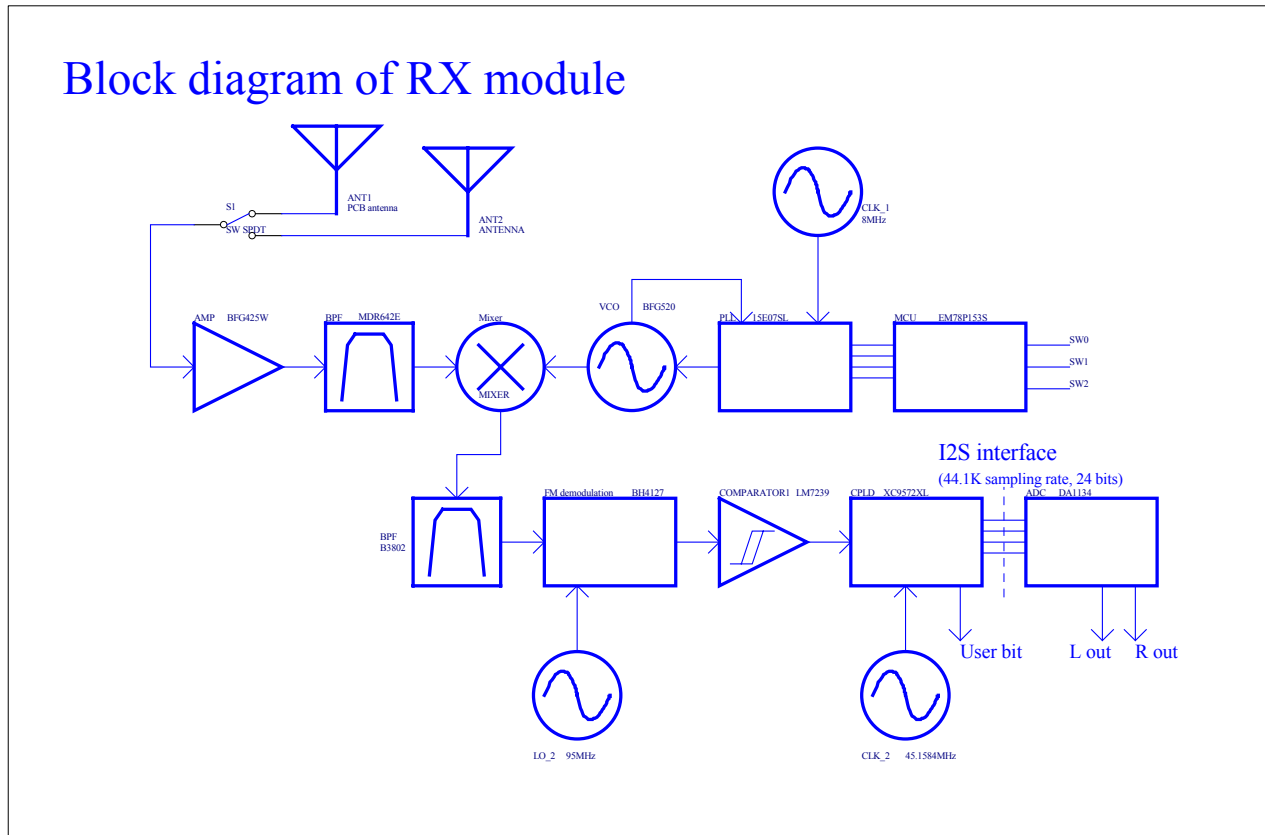 Block diagram of RX module
ANT1
PCB antenna
ANT2
ANTENNA
S1
SW SPDT
CLK_1
8MHz
AMP BFG425W
BPF MDR642E
Mixer
MIXER
VCO BFG520
PLL 15E07SL
MCU EM78P153S
SW0
SW1
SW2
I2S interface
(44.1K sampling rate, 24 bits)
BPF
B3802
FM demodulation BH4127
COMPARATOR1 LM7239
CPLD XC9572XL
ADC DA1134
User bit
L out
R out
LO_2 95MHz
CLK_2 45.1584MHz